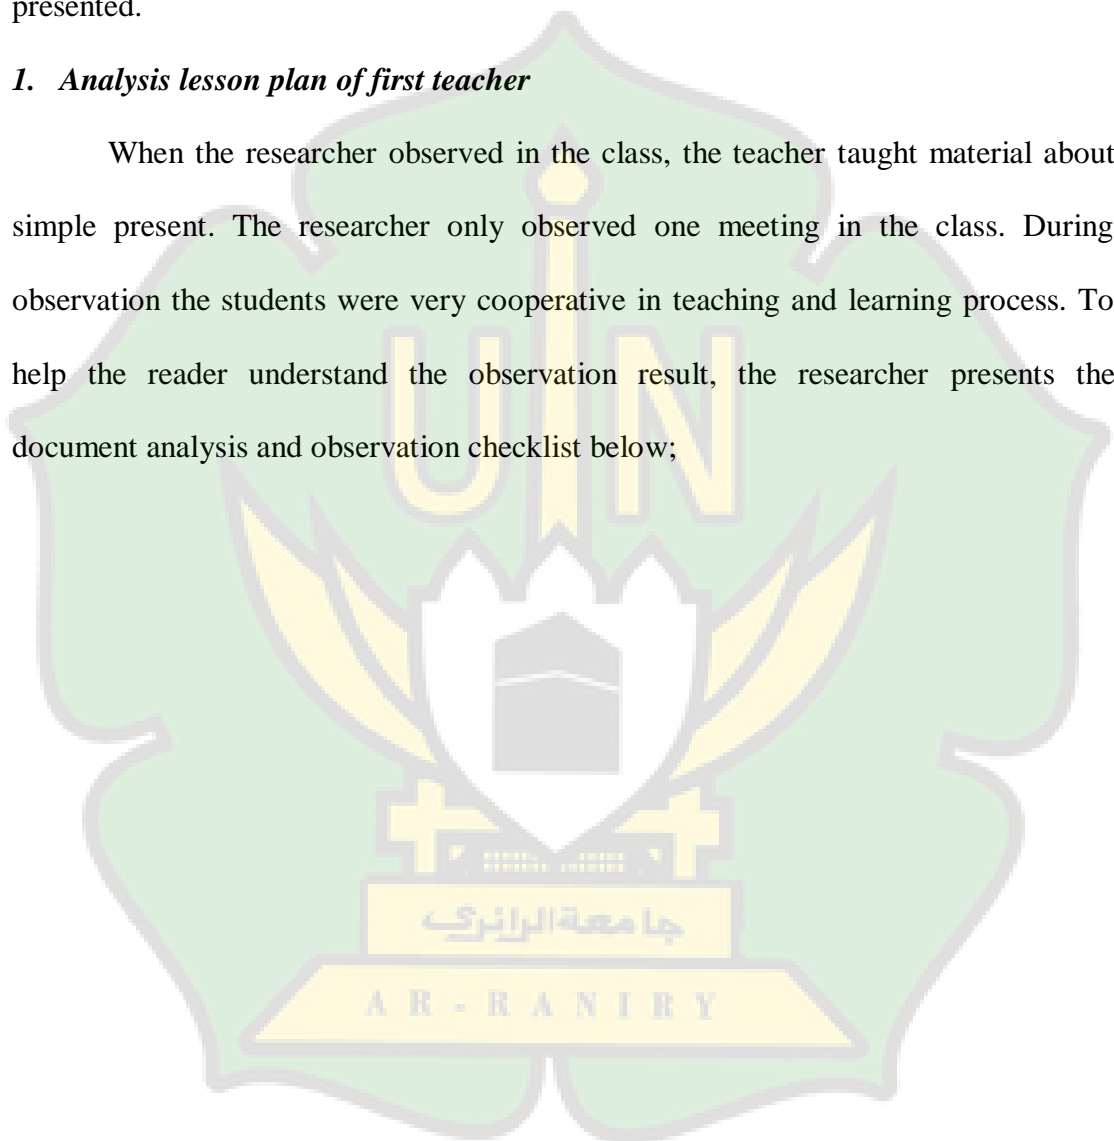 presented.
1. Analysis lesson plan of first teacher
When the researcher observed in the class, the teacher taught material about
simple present. The researcher only observed one meeting in the class. During
observation the students were very cooperative in teaching and learning process. To
help the reader understand the observation result, the researcher presents the
document analysis and observation checklist below;
UIN
جامعة الرانري
AR-RANIRY